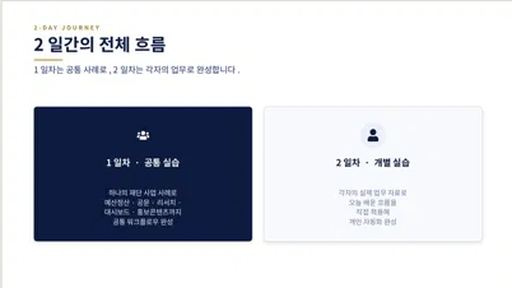 2-DAY JOURNEY
2 일간의 전체 흐름
1 일차는 공통 사례로 , 2 일차는 각자의 업무로 완성합니다 .
1 일차 · 공통 실습
하나의 재단 사업 사례로
예산정산 · 공문 · 리서치 ·
대시보드 · 홍보콘텐츠까지
공통 워크플로우 완성
2 일차 · 개별 실습
각자의 실제 업무 자료로
오늘 배운 흐름을
직접 적용해
개인 자동화 완성